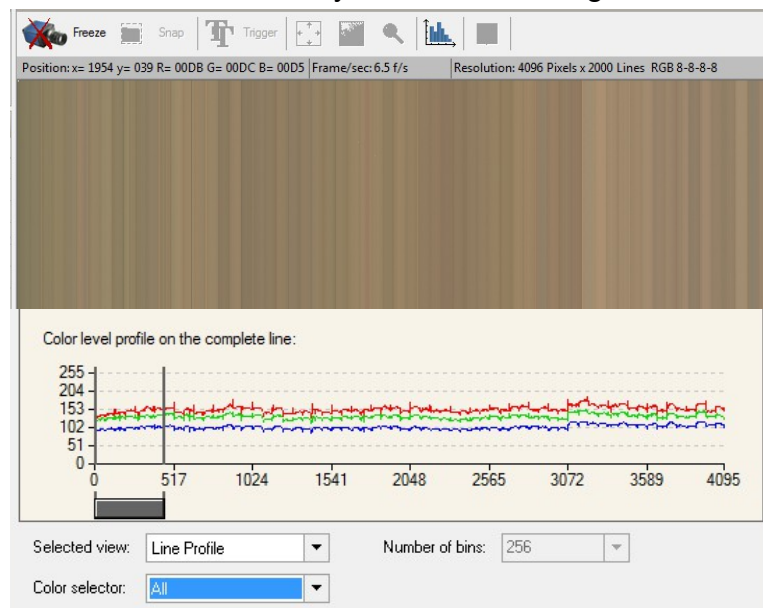 Freeze Snap Trigger
Position: x= 1954 y= 039 R= 00DB G= 00DC B= 00D5 Frame/sec: 6.5 f/s Resolution: 4096 Pixels x 2000 Lines RGB 8-8-8-8
Color level profile on the complete line:
255
204
153
102
51
0
0 517 1024 1541 2048 2565 3072 3589 4095
Selected view: Line Profile Number of bins: 256
Color selector: All